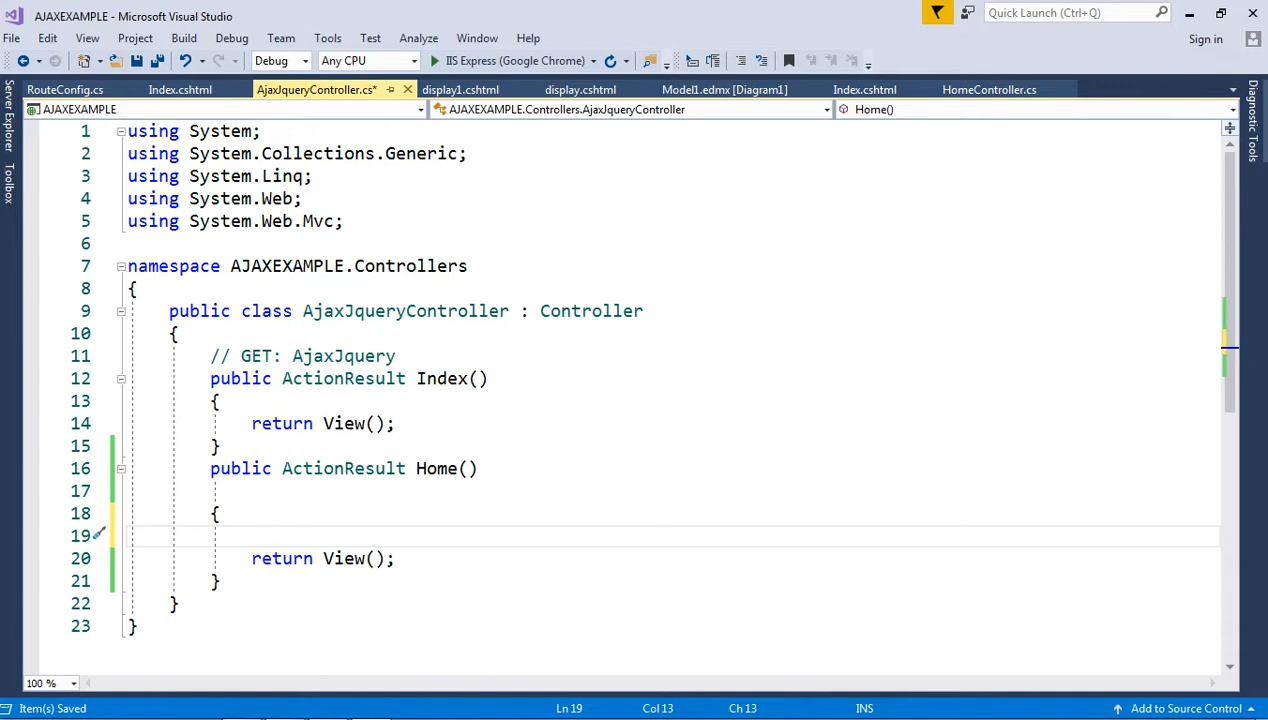 AJAXEXAMPLE - Microsoft Visual Studio
Quick Launch (Ctrl+Q)
File Edit View Project Build Debug Team Tools Test Analyze Window Help
Sign in
Debug Any CPU IIS Express (Google Chrome)
RouteConfig.cs Index.cshtml AjaxJqueryController.cs* display1.cshtml display.cshtml Model1.edmx [Diagram1] Index.cshtml HomeController.cs
AJAXEXAMPLE AJAXEXAMPLE.Controllers.AjaxJqueryController Home()
Server Explorer
Toolbox
Diagnostic Tools
1 using System;
2 using System.Collections.Generic;
3 using System.Linq;
4 using System.Web;
5 using System.Web.Mvc;
6
7 namespace AJAXEXAMPLE.Controllers
8 {
9 public class AjaxJqueryController : Controller
10 {
11 // GET: AjaxJquery
12 public ActionResult Index()
13 {
14 return View();
15 }
16 public ActionResult Home()
17
18 {
19
20 return View();
21 }
22 }
23 }
100 %
Item(s) Saved Ln 19 Col 13 Ch 13 INS Add to Source Control